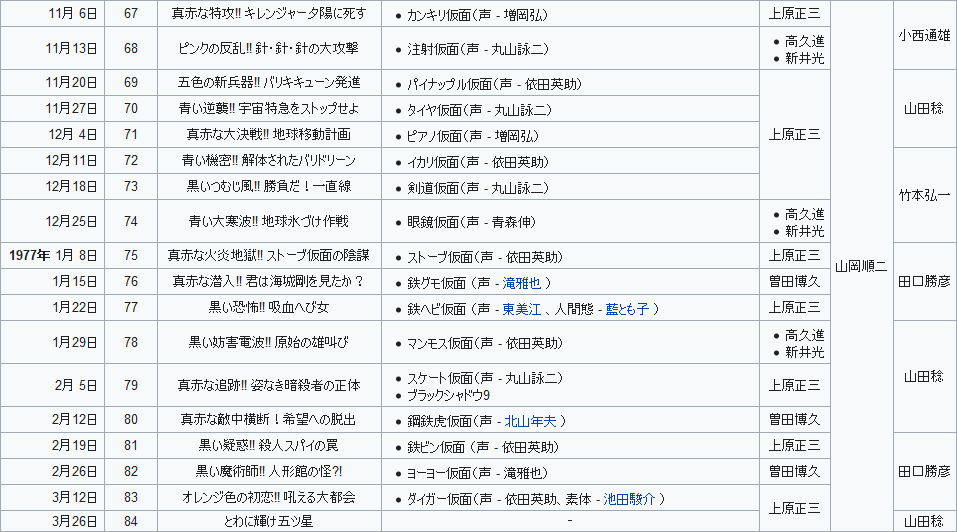 11月 6日 67 真赤な特攻!! キレンジャー夕陽に死す • カンキリ仮面（声 - 増岡弘） 上原正三 小西通雄
11月13日 68 ピンクの反乱!! 針・針・針の大攻撃 • 注射仮面（声 - 丸山詠二） • 高久進
• 新井光
11月20日 69 五色の新兵器!! バリキキューン発進 • パイナップル仮面（声 - 依田英助） 上原正三 山田稔
11月27日 70 青い逆襲!! 宇宙特急をストップせよ • タイヤ仮面（声 - 丸山詠二）
12月 4日 71 真赤な大決戦!! 地球移動計画 • ピアノ仮面（声 - 増岡弘）
12月11日 72 青い機密!! 解体されたバリドリーン • イカリ仮面（声 - 依田英助） 竹本弘一
12月18日 73 黒いつむじ風!! 勝負だ！一直線 • 剣道仮面（声 - 丸山詠二）
12月25日 74 青い大寒波!! 地球氷づけ作戦 • 眼鏡仮面（声 - 青森伸） • 高久進
• 新井光
1977年 1月 8日 75 真赤な火炎地獄!! ストーブ仮面の陰謀 • ストーブ仮面（声 - 依田英助） 上原正三 山岡順二 田口勝彦
1月15日 76 真赤な潜入!! 君は海城剛を見たか？ • 鉄グモ仮面（声 - 滝雅也 ） 曽田博久
1月22日 77 黒い恐怖!! 吸血へび女 • 鉄ヘビ仮面 （声 - 東美江 、人間態 - 藍とも子 ） 上原正三
1月29日 78 黒い妨害電波!! 原始の雄叫び • マンモス仮面（声 - 依田英助） • 高久進
• 新井光 山田稔
2月 5日 79 真赤な追跡!! 姿なき暗殺者の正体 • スケート仮面（声 - 丸山詠二）
• ブラックシャドウ9 上原正三
2月12日 80 真赤な敵中横断！希望への脱出 • 鋼鉄虎仮面（声 - 北山年夫 ） 曽田博久
2月19日 81 黒い疑惑!! 殺人スパイの罠 • 鉄ビン仮面 （声 - 依田英助） 上原正三 田口勝彦
2月26日 82 黒い魔術師!! 人形館の怪?! • ヨーヨー仮面（声 - 滝雅也） 曽田博久
3月12日 83 オレンジ色の初恋!! 吼える大都会 • ダイガー仮面（声 - 依田英助、素体 - 池田駿介 ） 上原正三
3月26日 84 とわに輝け五ツ星 - 山田稔